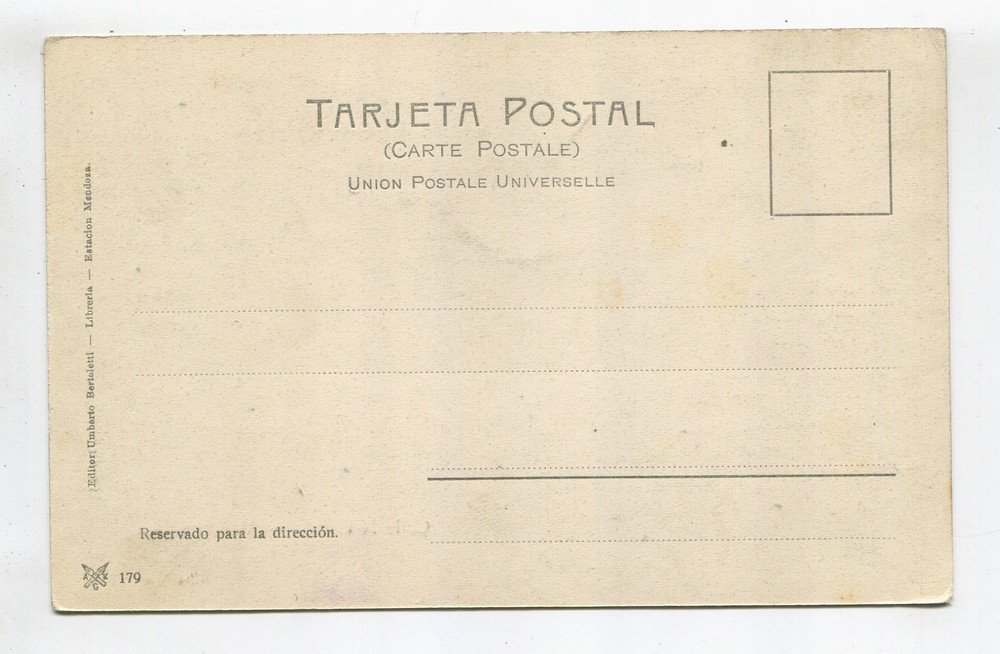 TARJETA POSTAL
(CARTE POSTALE)
UNION POSTALE UNIVERSELLE
Editor: Umberto Bertoletti — Libreria — Estacion Mendoza.
Reservado para la dirección.
179